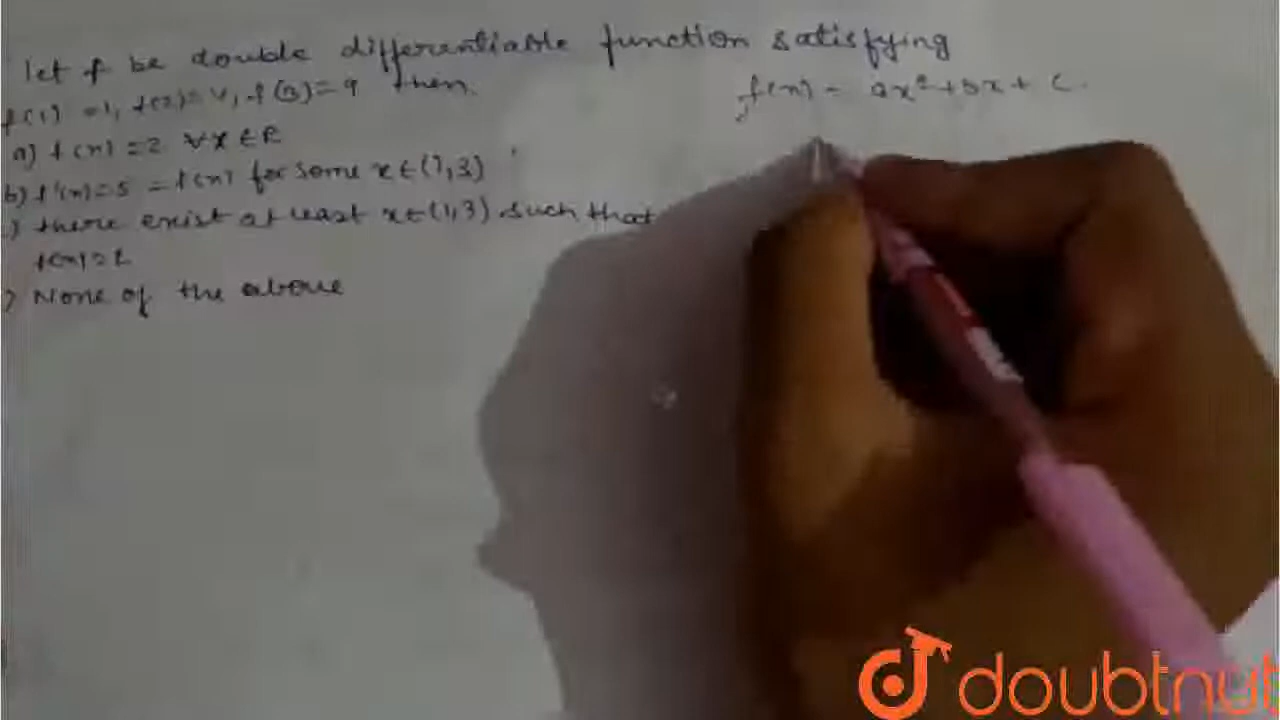 let f be double differentiable function satisfying
f(1) =1, f(2)=4, f(3)=9 then.
a) f(n) =2 ∀x∈R
b) f'(n)=5 =f(n) for some x∈(1,3)
) there exist at least x∈(1,3) such that
f(n)=2
) None of the above
f(n) = ax²+bx+c.
doubtnut